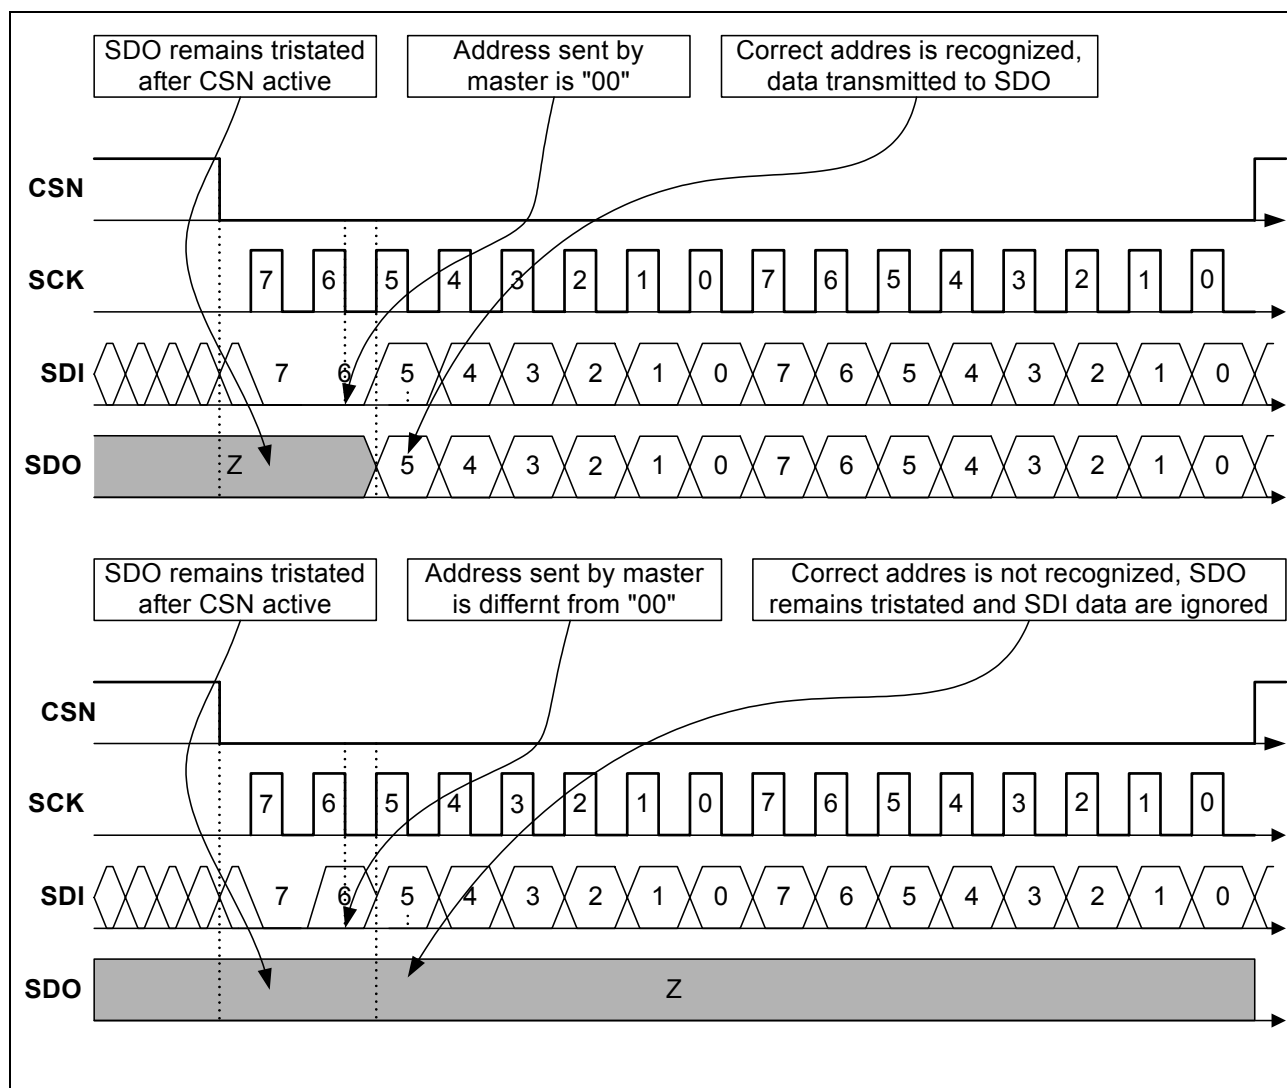 SDO remains tristated
after CSN active
Address sent by
master is "00"
Correct addres is recognized,
data transmitted to SDO
CSN
SCK 7 6 5 4 3 2 1 0 7 6 5 4 3 2 1 0
SDI 7 6 5 4 3 2 1 0 7 6 5 4 3 2 1 0
SDO Z 5 4 3 2 1 0 7 6 5 4 3 2 1 0
SDO remains tristated
after CSN active
Address sent by master
is differnt from "00"
Correct addres is not recognized, SDO
remains tristated and SDI data are ignored
CSN
SCK 7 6 5 4 3 2 1 0 7 6 5 4 3 2 1 0
SDI 7 6 5 4 3 2 1 0 7 6 5 4 3 2 1 0
SDO Z